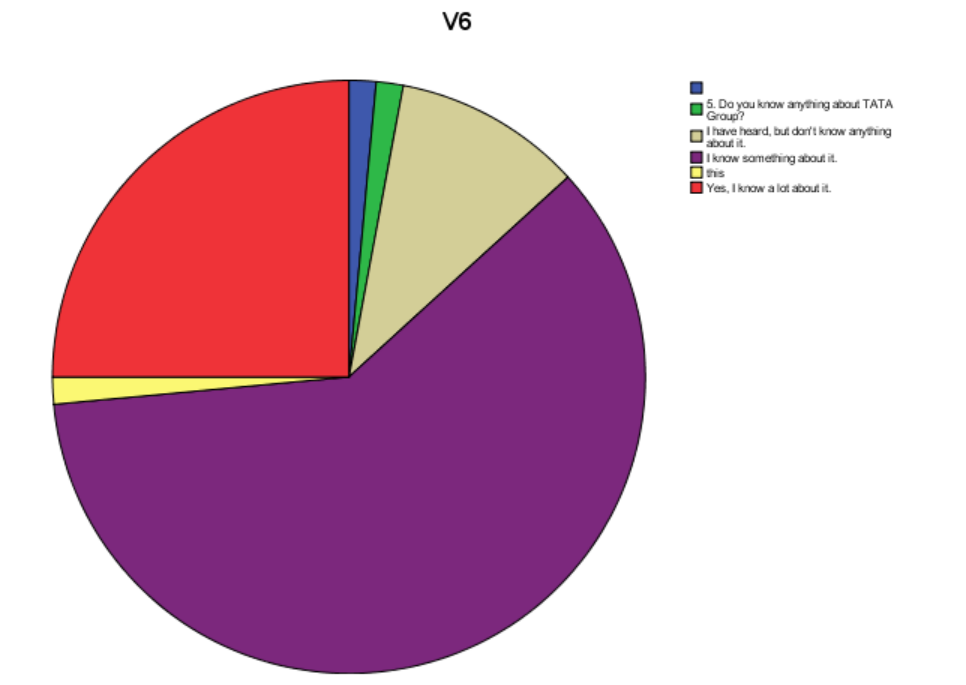 V6
5. Do you know anything about TATA
Group?
I have heard, but don't know anything
about it.
I know something about it.
this
Yes, I know a lot about it.